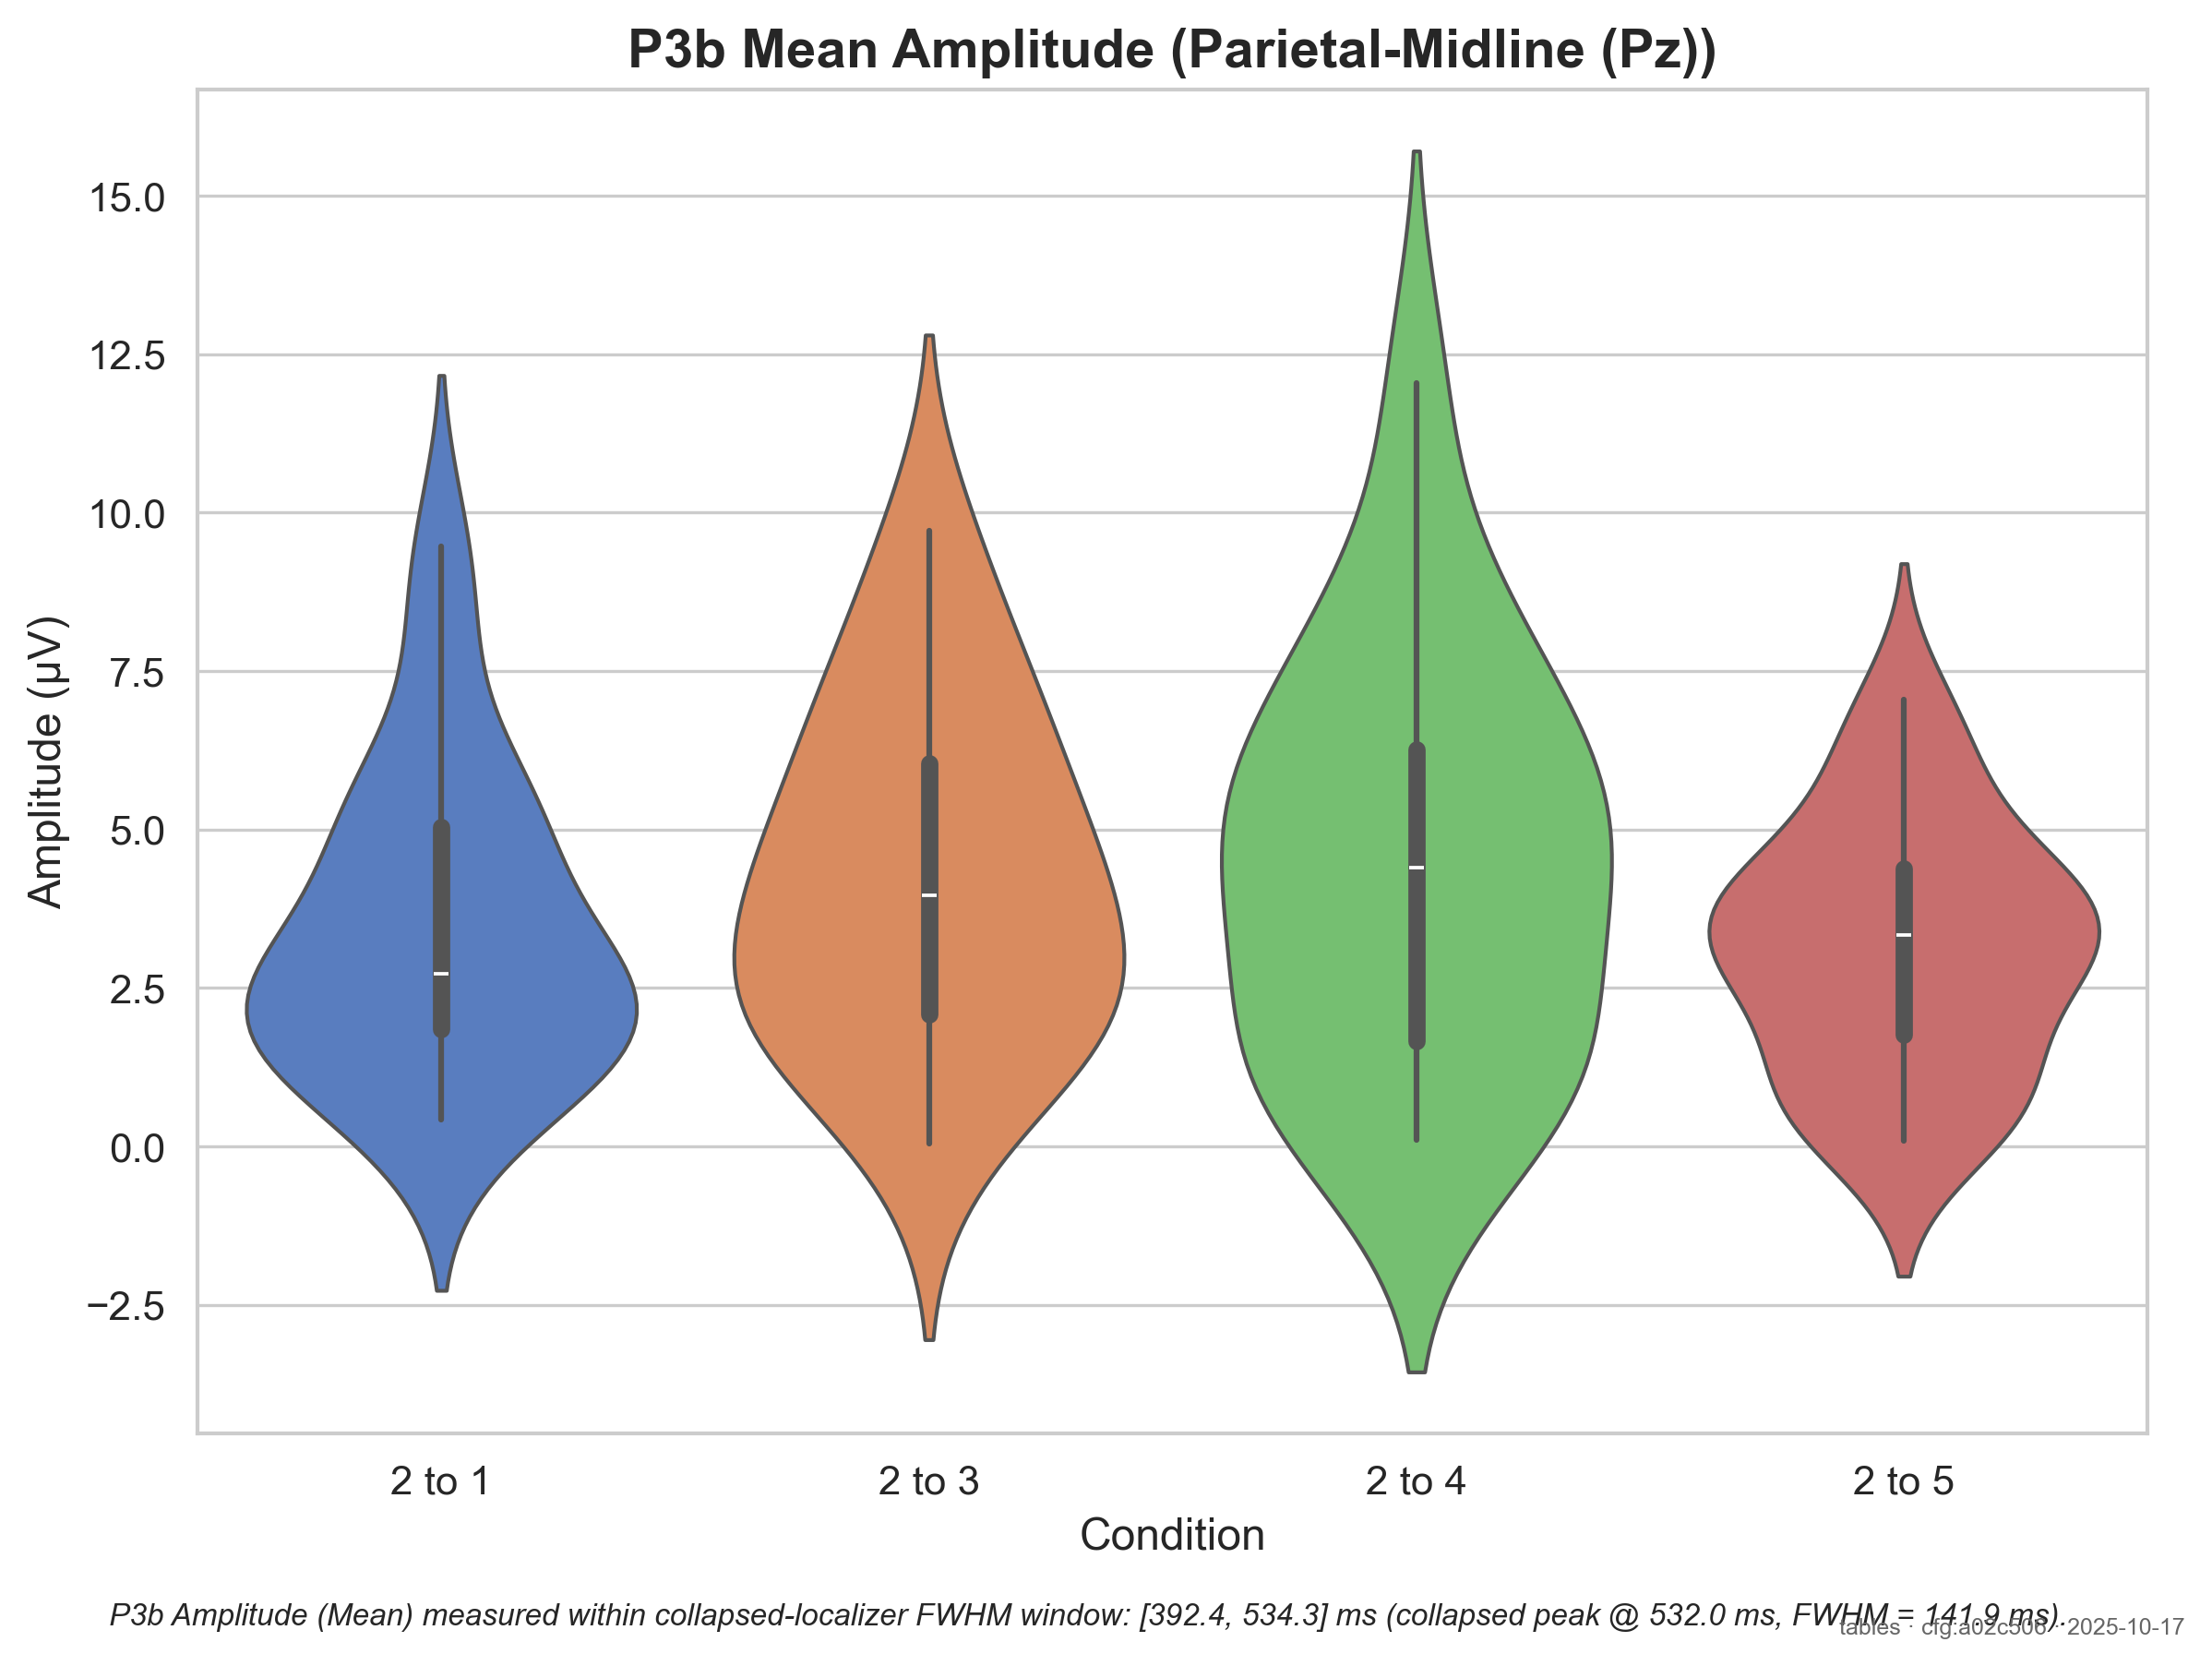 P3b Mean Amplitude (Parietal-Midline (Pz))
Amplitude (µV)
15.0
12.5
10.0
7.5
5.0
2.5
0.0
−2.5
2 to 1
2 to 3
2 to 4
2 to 5
Condition
P3b Amplitude (Mean) measured within collapsed-localizer FWHM window: [392.4, 534.3] ms (collapsed peak @ 532.0 ms, FWHM = 141.9 ms).
tables · cfg:a02c506 · 2025-10-17